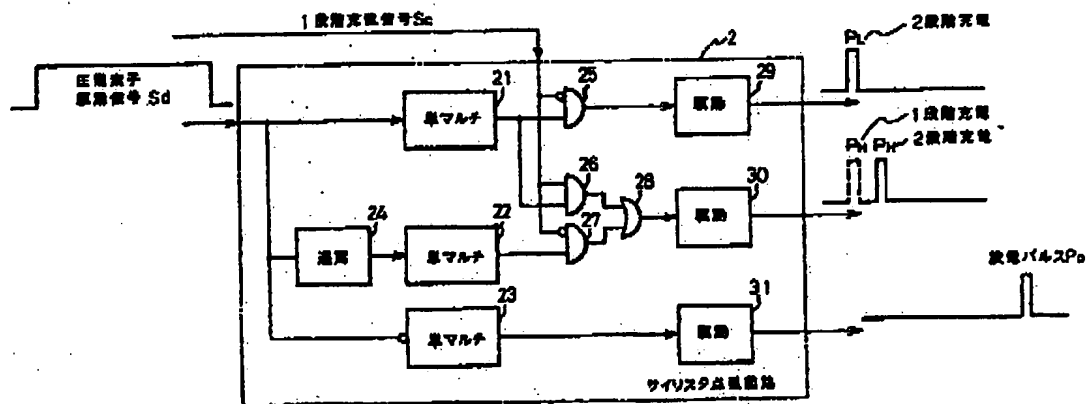 1段階充電信号Sc
2
PL 2段階充電
圧電素子
駆動信号Sd
21
単マルチ
25
29
駆動
1段階充電
PH PH 2段階充電
26
28
30
駆動
24
遅延
22
単マルチ
27
23
単マルチ
31
駆動
放電パルスPD
サイリスタ点弧回路